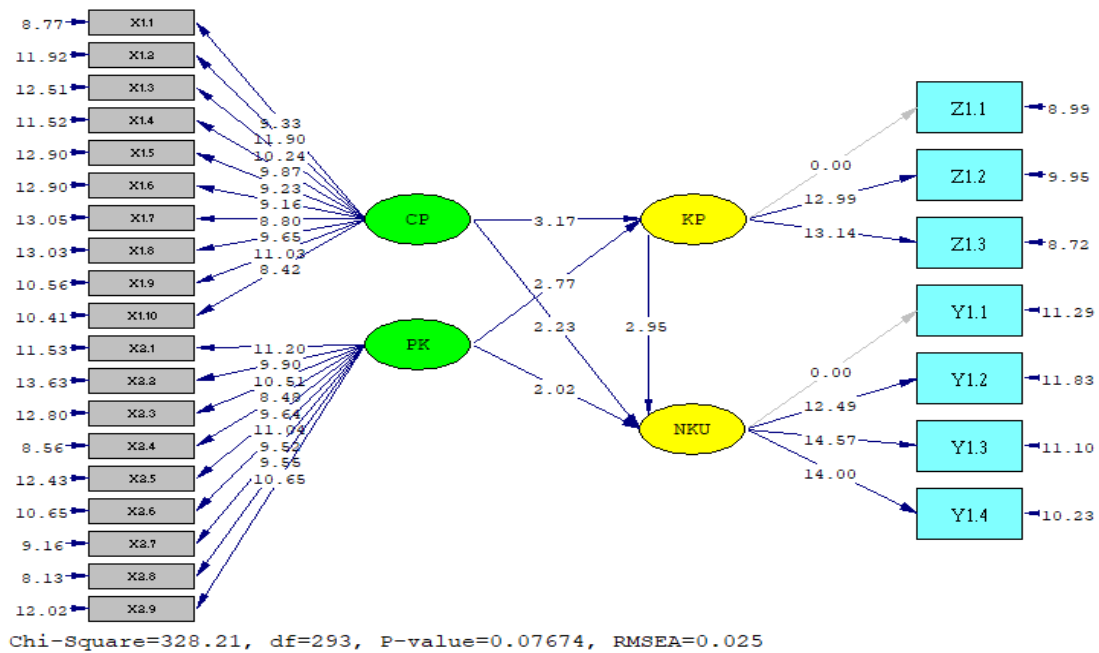 8.77 X1.1
11.92 X1.2
12.51 X1.3
11.52 X1.4
12.90 X1.5
12.90 X1.6
13.05 X1.7
13.03 X1.8
10.56 X1.9
10.41 X1.10
11.53 X2.1
13.63 X2.2
12.80 X2.3
8.56 X2.4
12.43 X2.5
10.65 X2.6
9.16 X2.7
8.13 X2.8
12.02 X2.9
9.33
11.90
10.24
9.87
9.23
9.16
8.80
9.65
11.03
8.42
11.20
9.90
10.51
8.48
9.64
11.04
9.52
9.55
10.65
CP
PK
3.17
2.77
2.23
2.95
2.02
KP
NKU
0.00
12.99
13.14
0.00
12.49
14.57
14.00
Z1.1 8.99
Z1.2 9.95
Z1.3 8.72
Y1.1 11.29
Y1.2 11.83
Y1.3 11.10
Y1.4 10.23
Chi-Square=328.21, df=293, P-value=0.07674, RMSEA=0.025